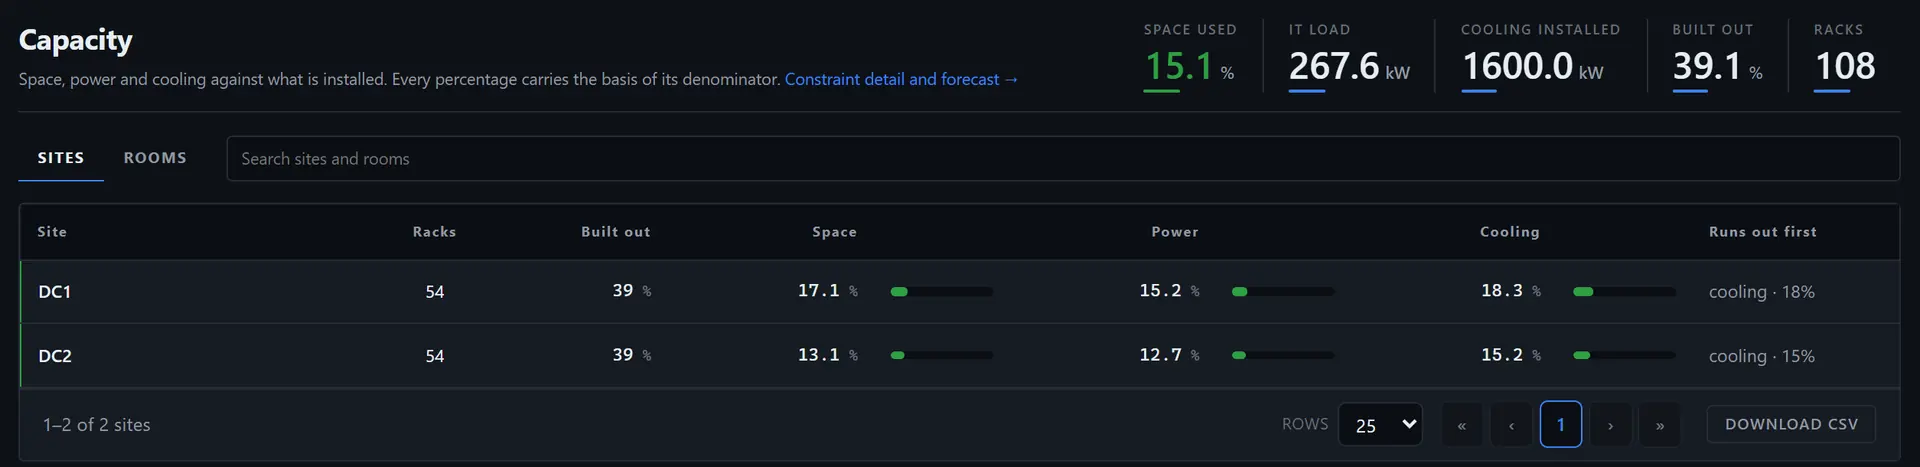 Capacity
Space, power and cooling against what is installed. Every percentage carries the basis of its denominator. Constraint detail and forecast →
SPACE USED
15.1 %
IT LOAD
267.6 kW
COOLING INSTALLED
1600.0 kW
BUILT OUT
39.1 %
RACKS
108
SITES ROOMS Search sites and rooms
Site Racks Built out Space Power Cooling Runs out first
DC1 54 39 % 17.1 % 15.2 % 18.3 % cooling · 18%
DC2 54 39 % 13.1 % 12.7 % 15.2 % cooling · 15%
1–2 of 2 sites ROWS 25 « ‹ 1 › » DOWNLOAD CSV